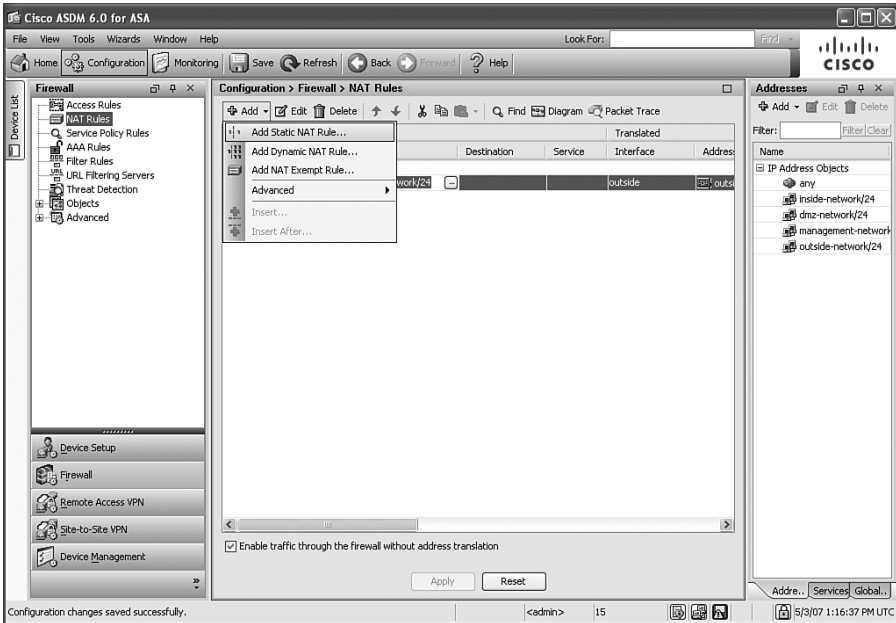 Cisco ASDM 6.0 for ASA
File View Tools Wizards Window Help
Look For:
Find
Home Configuration Monitoring Save Refresh Back Forward Help
CISCO
Device List
Firewall
Access Rules
NAT Rules
Service Policy Rules
AAA Rules
Filter Rules
URL Filtering Servers
Threat Detection
Objects
Advanced
Device Setup
Firewall
Remote Access VPN
Site-to-Site VPN
Device Management
Configuration > Firewall > NAT Rules
Add Edit Delete Find Diagram Packet Trace
Add Static NAT Rule...
Add Dynamic NAT Rule...
Add NAT Exempt Rule...
Advanced
Insert...
Insert After...
Translated
Destination Service Interface Address
work/24 outside outsi
Enable traffic through the firewall without address translation
Apply Reset
Addresses
Add Edit Delete
Filter: Filter Clear
Name
IP Address Objects
any
inside-network/24
dmz-network/24
management-network
outside-network/24
Addre.. Services Global..
Configuration changes saved successfully.
<admin> 15
5/3/07 1:16:37 PM UTC